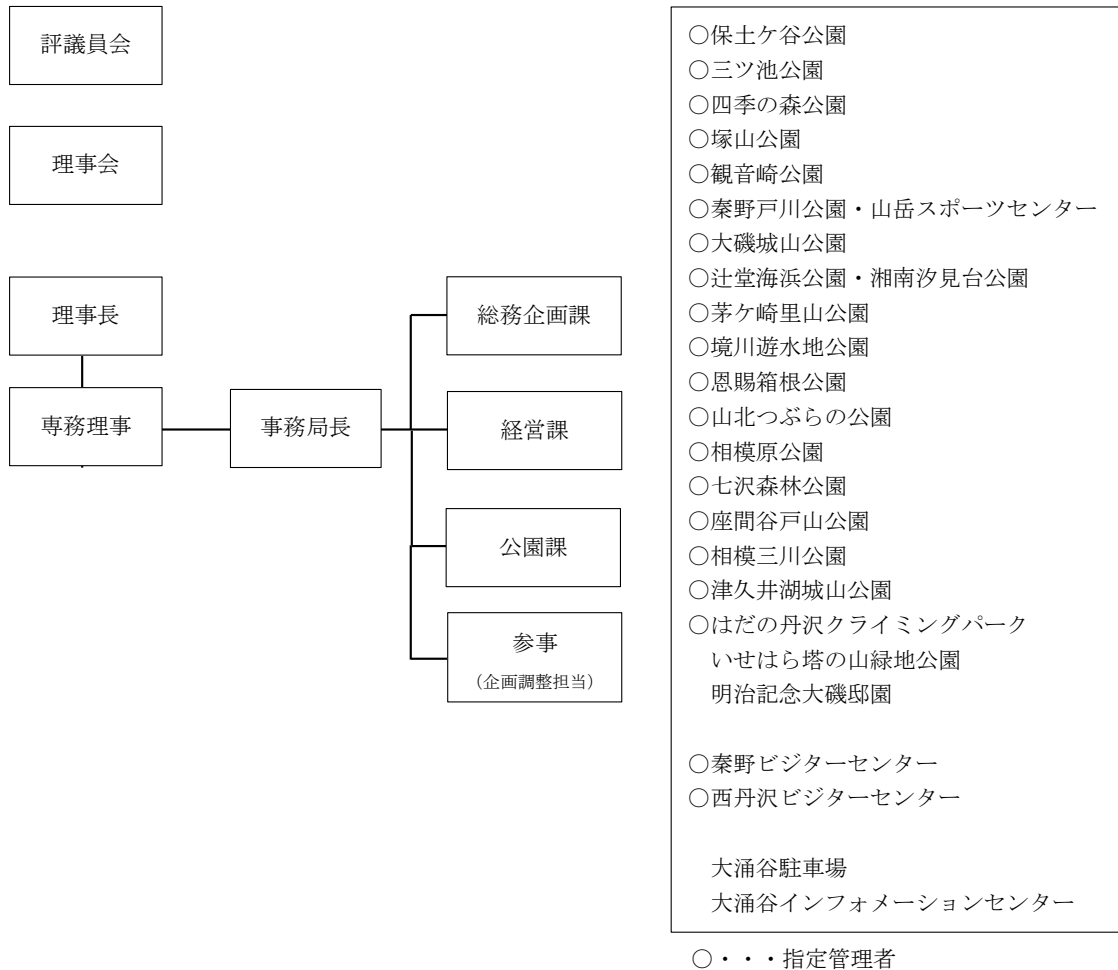 評議員会
理事会
理事長
専務理事
事務局長
総務企画課
経営課
公園課
参事
(企画調整担当)
○保土ケ谷公園
○三ツ池公園
○四季の森公園
○塚山公園
○観音崎公園
○秦野戸川公園・山岳スポーツセンター
○大磯城山公園
○辻堂海浜公園・湘南汐見台公園
○茅ケ崎里山公園
○境川遊水地公園
○恩賜箱根公園
○山北つぶらの公園
○相模原公園
○七沢森林公園
○座間谷戸山公園
○相模三川公園
○津久井湖城山公園
○はだの丹沢クライミングパーク
いせはら塔の山緑地公園
明治記念大磯邸園
○秦野ビジターセンター
○西丹沢ビジターセンター
大涌谷駐車場
大涌谷インフォメーションセンター
○・・・指定管理者